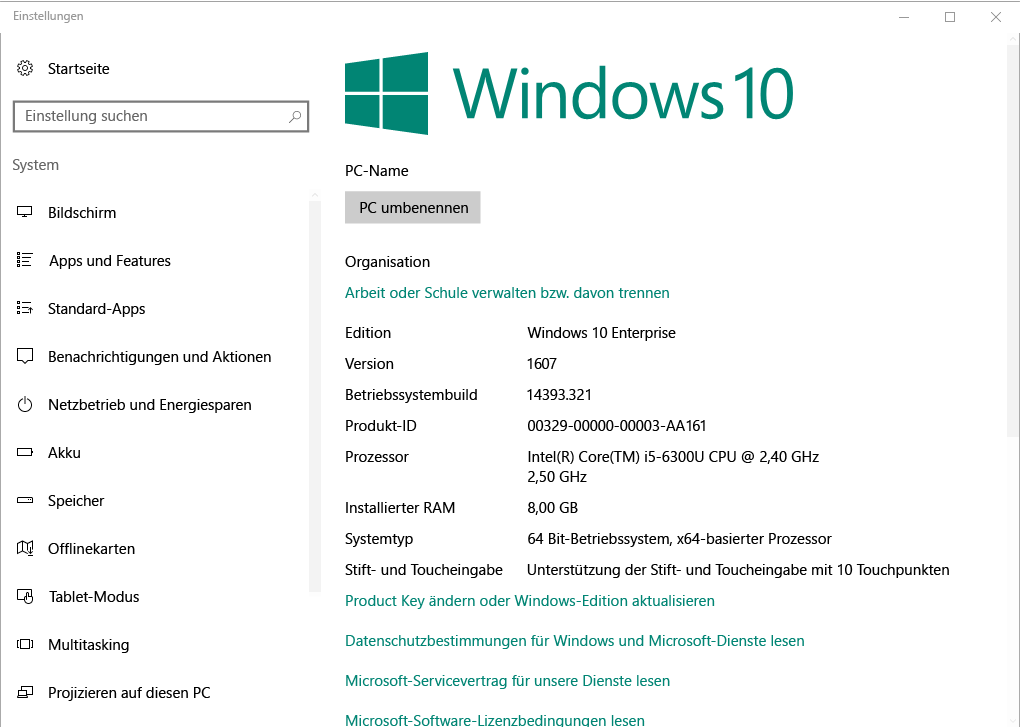 Einstellungen
Startseite
Einstellung suchen
System
Bildschirm
Apps und Features
Standard-Apps
Benachrichtigungen und Aktionen
Netzbetrieb und Energiesparen
Akku
Speicher
Offlinekarten
Tablet-Modus
Multitasking
Projizieren auf diesen PC
Windows 10
PC-Name
PC umbenennen
Organisation
Arbeit oder Schule verwalten bzw. davon trennen
Edition Windows 10 Enterprise
Version 1607
Betriebssystembuild 14393.321
Produkt-ID 00329-00000-00003-AA161
Prozessor Intel(R) Core(TM) i5-6300U CPU @ 2,40 GHz
2,50 GHz
Installierter RAM 8,00 GB
Systemtyp 64 Bit-Betriebssystem, x64-basierter Prozessor
Stift- und Toucheingabe Unterstützung der Stift- und Toucheingabe mit 10 Touchpunkten
Product Key ändern oder Windows-Edition aktualisieren
Datenschutzbestimmungen für Windows und Microsoft-Dienste lesen
Microsoft-Servicevertrag für unsere Dienste lesen
Microsoft-Software-Lizenzbedingungen lesen